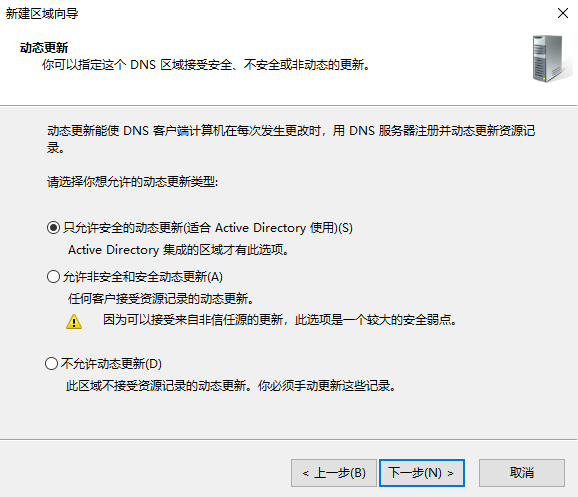 新建区域向导
动态更新
你可以指定这个 DNS 区域接受安全、不安全或非动态的更新。
动态更新能使 DNS 客户端计算机在每次发生更改时，用 DNS 服务器注册并动态更新资源记
录。
请选择你想允许的动态更新类型:
只允许安全的动态更新(适合 Active Directory 使用)(S)
Active Directory 集成的区域才有此选项。
允许非安全和安全动态更新(A)
任何客户接受资源记录的动态更新。
因为可以接受来自非信任源的更新，此选项是一个较大的安全弱点。
不允许动态更新(D)
此区域不接受资源记录的动态更新。你必须手动更新这些记录。
< 上一步(B) 下一步(N) > 取消